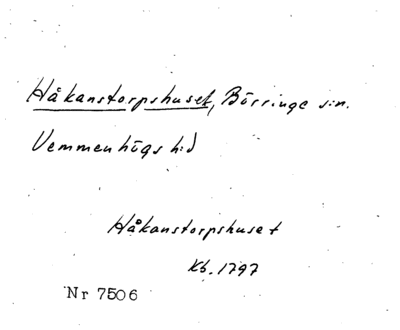 Håkanstorpshuset, Börringe s:n.
Vemmenhögs h:d
Håkanstorpshuset
Kb. 1797
Nr 7506